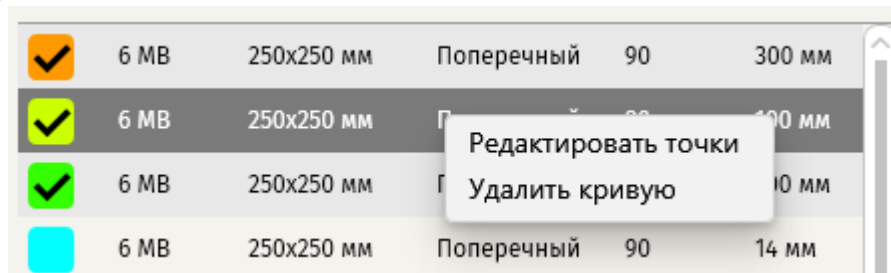 6 MB 250x250 мм Поперечный 90 300 мм
6 MB 250x250 мм
Редактировать точки
6 MB 250x250 мм
Удалить кривую
6 MB 250x250 мм Поперечный 90 14 мм